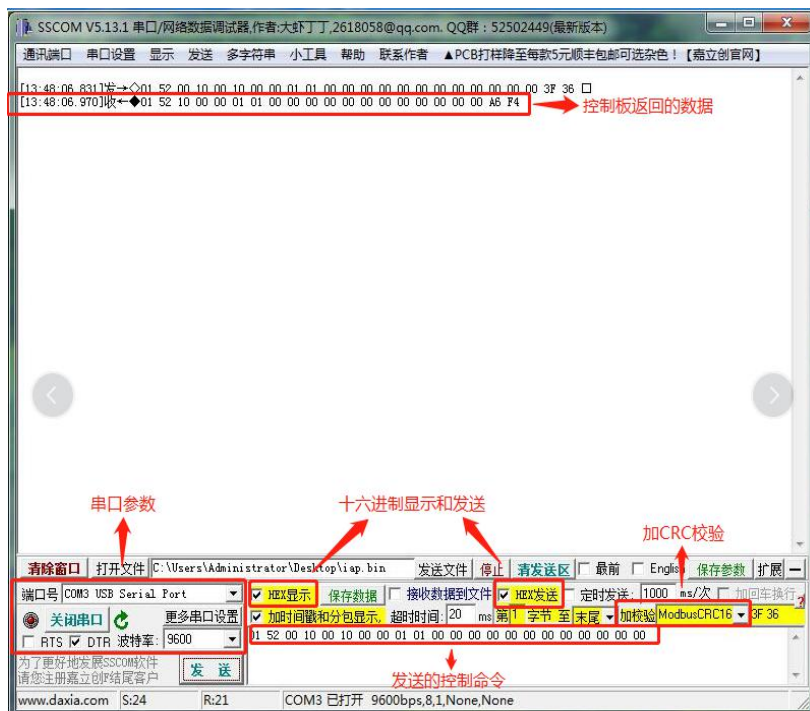 SSCOM V5.13.1 串口/网络数据调试器,作者:大虾丁丁,2618058@qq.com. QQ群：52502449(最新版本)
通讯端口 串口设置 显示 发送 多字符串 小工具 帮助 联系作者 ▲PCB打样降至每款5元顺丰包邮可选杂色！【嘉立创官网】
[13:48:06.831]发→◇01 52 00 10 00 10 00 00 01 01 00 00 00 00 00 00 00 00 00 00 00 00 3F 36 □
[13:48:06.970]收←◆01 52 10 00 00 01 01 00 00 00 00 00 00 00 00 00 00 00 00 A6 F4
控制板返回的数据
串口参数
十六进制显示和发送
加CRC校验
清除窗口 打开文件 C:\Users\Administrator\Desktop\iap.bin 发送文件 停止 清发送区 最前 English 保存参数 扩展 —
端口号 COM3 USB Serial Port HEX显示 保存数据 接收数据到文件 HEX发送 定时发送: 1000 ms/次 加回车换行
关闭串口 更多串口设置 加时间戳和分包显示, 超时时间: 20 ms 第 1 字节 至 末尾 加校验 ModbusCRC16 3F 36
RTS DTR 波特率: 9600
01 52 00 10 00 10 00 00 01 01 00 00 00 00 00 00 00 00 00 00 00 00
为了更好地发展SSCOM软件
请您注册嘉立创F结尾客户
发 送
发送的控制命令
www.daxia.com S:24 R:21 COM3 已打开 9600bps,8,1,None,None